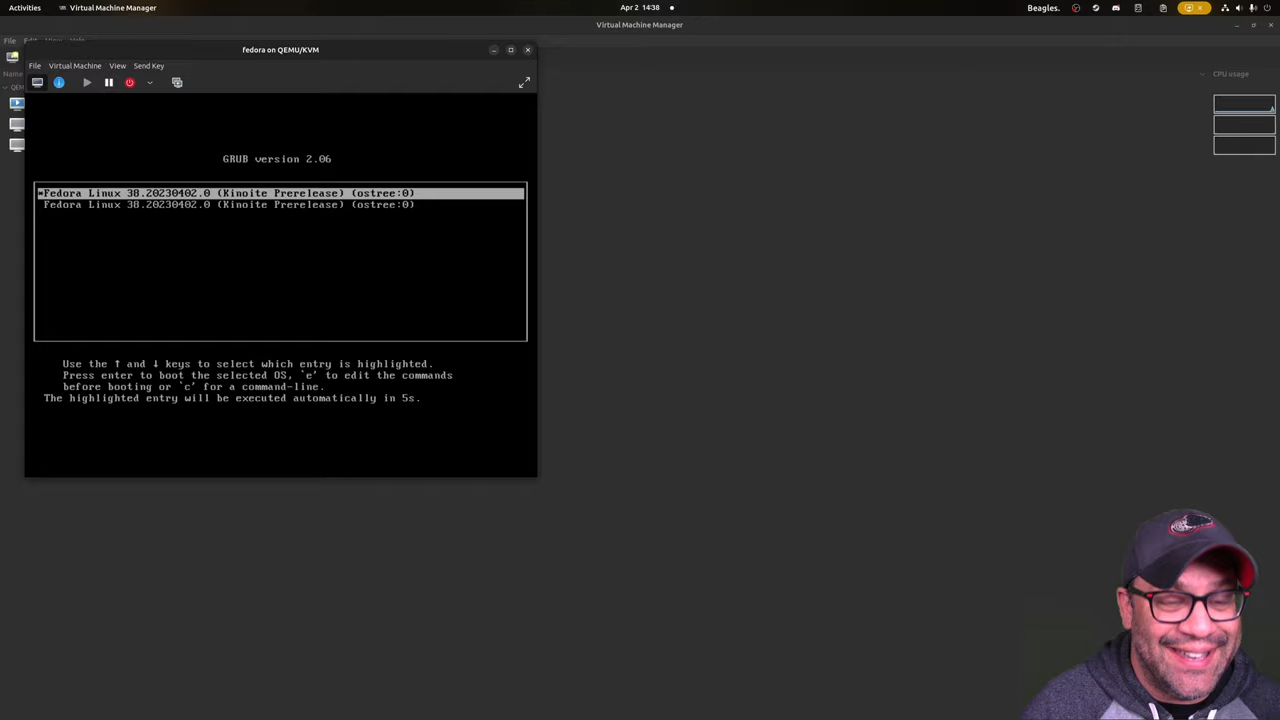 Activities
Virtual Machine Manager
Apr 2 14:38
Beagles.
Virtual Machine Manager
File
fedora on QEMU/KVM
File Virtual Machine View Send Key
Name
CPU usage
QEM
GRUB version 2.06
*Fedora Linux 38.20230402.0 (Kinoite Prerelease) (ostree:0)
Fedora Linux 38.20230402.0 (Kinoite Prerelease) (ostree:0)
Use the ↑ and ↓ keys to select which entry is highlighted.
Press enter to boot the selected OS, `e' to edit the commands
before booting or `c' for a command-line.
The highlighted entry will be executed automatically in 5s.